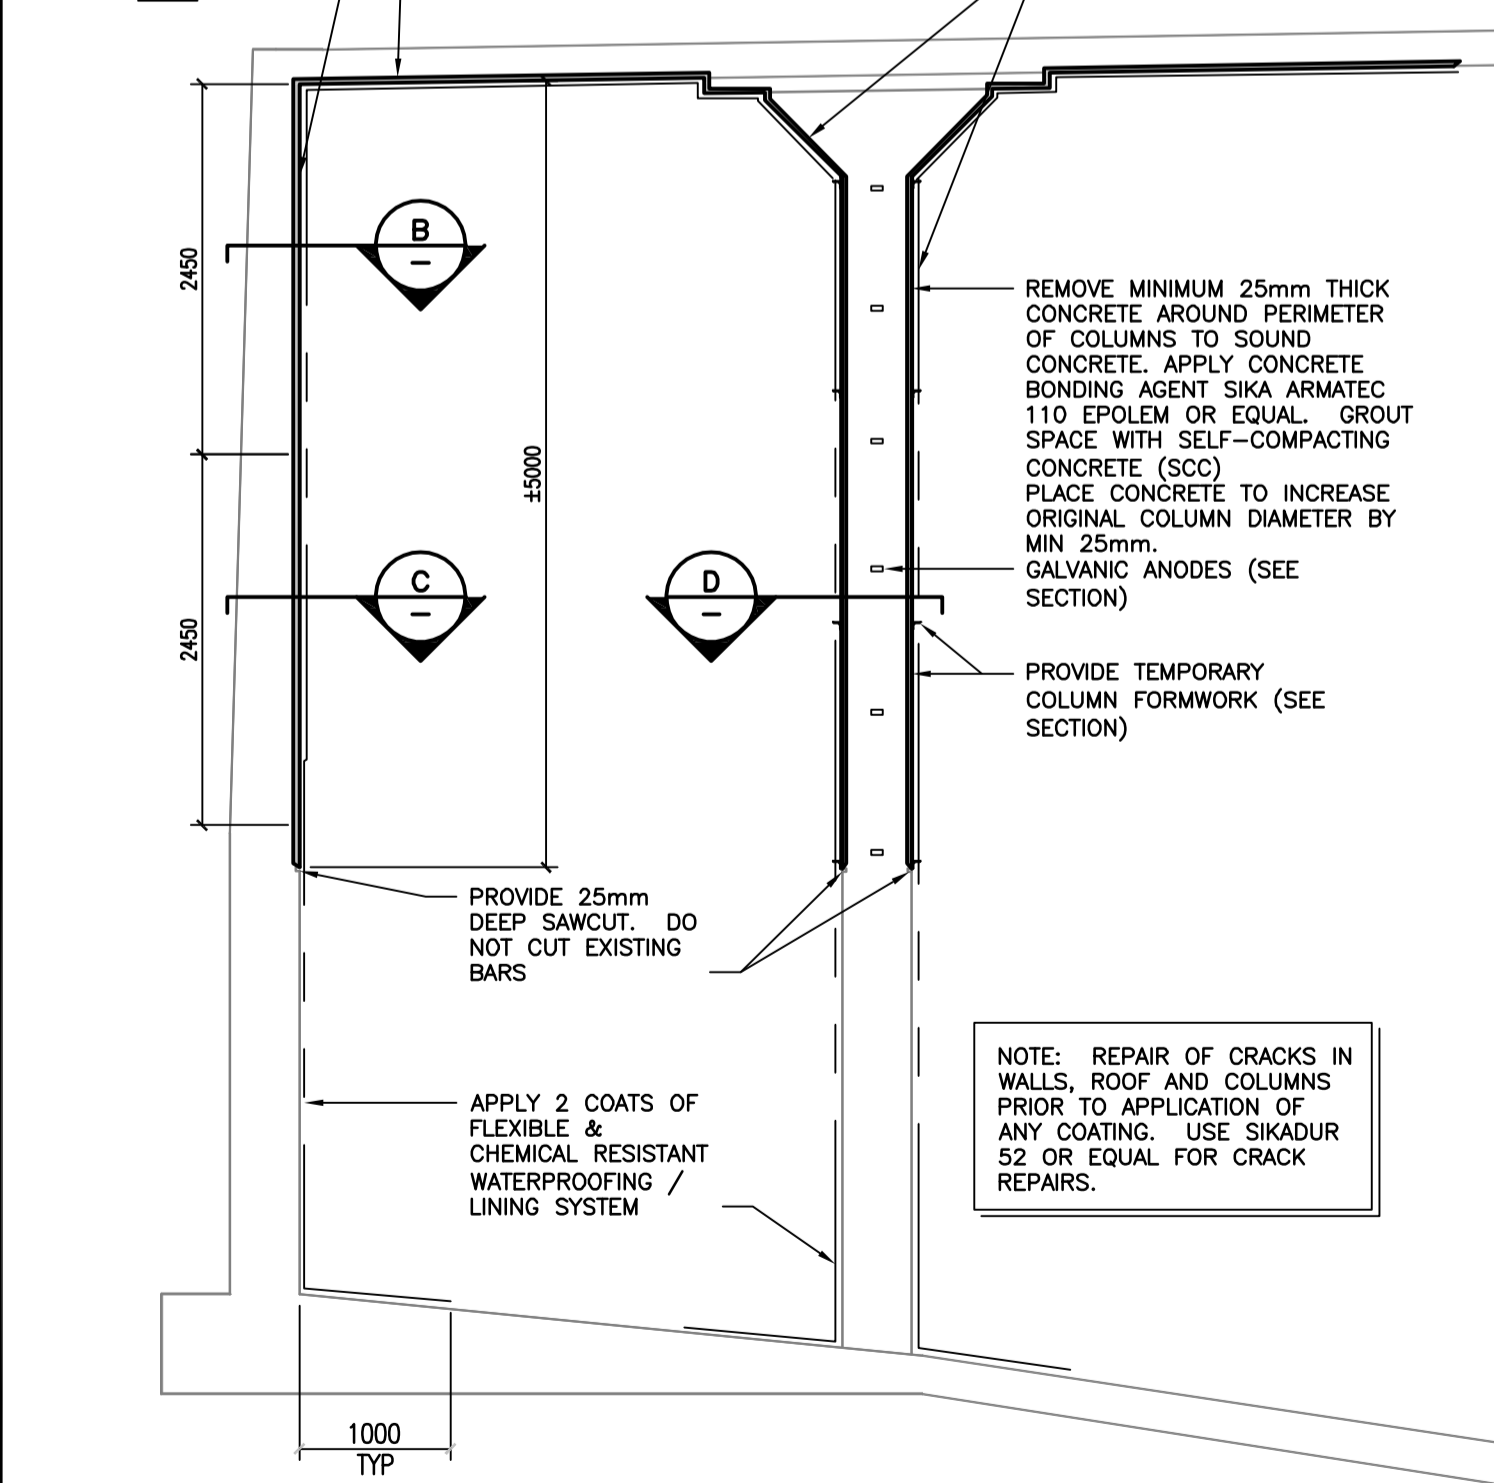 B
–
2450
REMOVE MINIMUM 25mm THICK
CONCRETE AROUND PERIMETER
OF COLUMNS TO SOUND
CONCRETE. APPLY CONCRETE
BONDING AGENT SIKA ARMATEC
110 EPOLEM OR EQUAL. GROUT
SPACE WITH SELF-COMPACTING
CONCRETE (SCC)
PLACE CONCRETE TO INCREASE
ORIGINAL COLUMN DIAMETER BY
MIN 25mm.
GALVANIC ANODES (SEE
SECTION)
±5000
C
–
D
–
2450
PROVIDE TEMPORARY
COLUMN FORMWORK (SEE
SECTION)
PROVIDE 25mm
DEEP SAWCUT. DO
NOT CUT EXISTING
BARS
APPLY 2 COATS OF
FLEXIBLE &
CHEMICAL RESISTANT
WATERPROOFING /
LINING SYSTEM
NOTE: REPAIR OF CRACKS IN
WALLS, ROOF AND COLUMNS
PRIOR TO APPLICATION OF
ANY COATING. USE SIKADUR
52 OR EQUAL FOR CRACK
REPAIRS.
1000
TYP